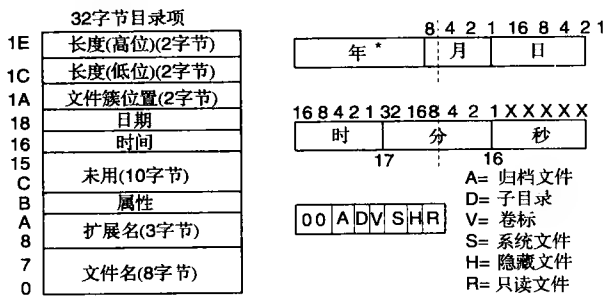 32字节目录项
1E 长度(高位)(2字节)
1C 长度(低位)(2字节)
1A 文件簇位置(2字节)
18 日期
16 时间
15
C 未用(10字节)
B 属性
A
8 扩展名(3字节)
7
0 文件名(8字节)
8 4 2 1 16 8 4 2 1
年* 月 日
16 8 4 2 1 32 16 8 4 2 1 X X X X X
时 分 秒
17 16
0 0 A D V S H R
A= 归档文件
D= 子目录
V= 卷标
S= 系统文件
H= 隐藏文件
R= 只读文件